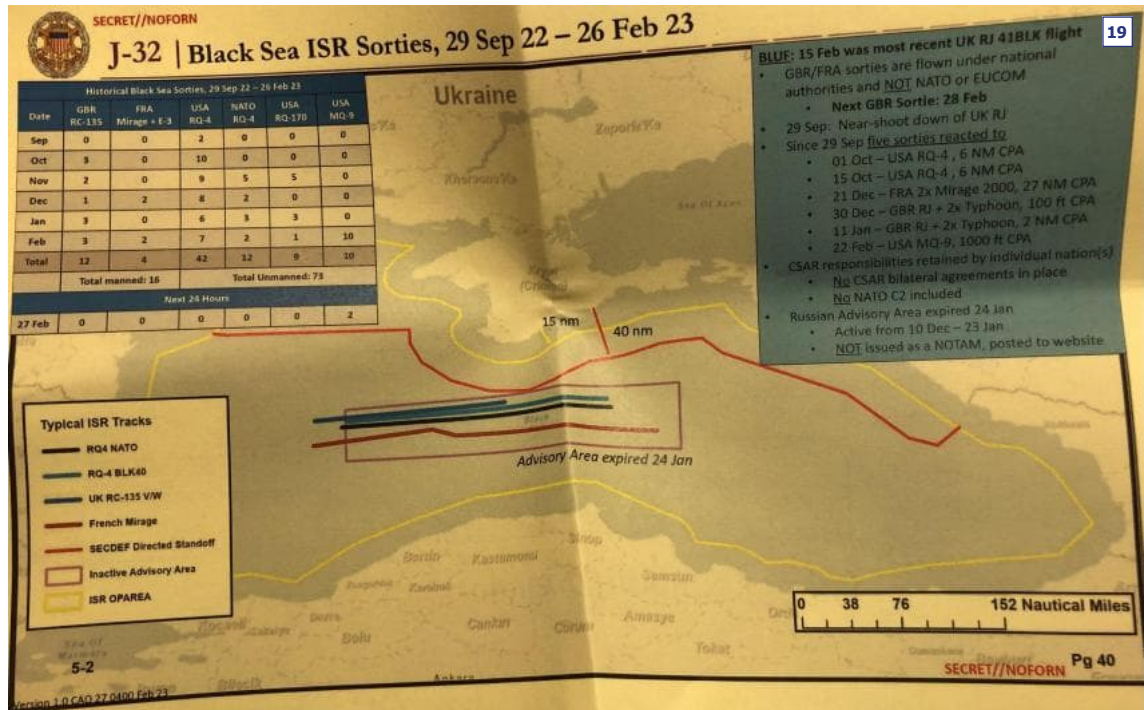 SECRET//NOFORN
J-32 | Black Sea ISR Sorties, 29 Sep 22 – 26 Feb 23
19
Historical Black Sea Sorties, 29 Sep 22 – 26 Feb 23
Date GBR RC-135 FRA Mirage + E-3 USA RQ-4 NATO RQ-4 USA RQ-170 USA MQ-9
Sep 0 0 2 0 0 0
Oct 3 0 10 0 0 0
Nov 2 0 9 5 5 0
Dec 1 2 8 2 0 0
Jan 3 0 6 3 3 0
Feb 3 2 7 2 1 10
Total 12 4 42 12 9 10
Total manned: 16 Total Unmanned: 73
Next 24 Hours
27 Feb 0 0 0 0 0 2
BLUF: 15 Feb was most recent UK RJ 41BLK flight
• GBR/FRA sorties are flown under national
authorities and NOT NATO or EUCOM
• Next GBR Sortie: 28 Feb
• 29 Sep: Near-shoot down of UK RJ
• Since 29 Sep five sorties reacted to
• 01 Oct – USA RQ-4 , 6 NM CPA
• 15 Oct – USA RQ-4 , 6 NM CPA
• 21 Dec – FRA 2x Mirage 2000, 27 NM CPA
• 30 Dec – GBR RJ + 2x Typhoon, 100 ft CPA
• 11 Jan – GBR RJ + 2x Typhoon, 2 NM CPA
• 22 Feb – USA MQ-9, 1000 ft CPA
• CSAR responsibilities retained by individual nation(s)
• No CSAR bilateral agreements in place
• No NATO C2 included
• Russian Advisory Area expired 24 Jan
• Active from 10 Dec – 23 Jan
• NOT issued as a NOTAM, posted to website
Ukraine
Sea Of Azov
15 nm
40 nm
Black
Advisory Area expired 24 Jan
Typical ISR Tracks
RQ4 NATO
RQ-4 BLK40
UK RC-135 V/W
French Mirage
SECDEF Directed Standoff
Inactive Advisory Area
ISR OPAREA
Bartin
Kastamonu
Sinop
Samsun
Karabuk
Bolu
Cankiri
Corum
Amasya
Tokat
Ankara
Sea Of
Marmara
0 38 76 152 Nautical Miles
5-2
SECRET//NOFORN
Pg 40
Version 1.0 CAO 27 0400 Feb 23